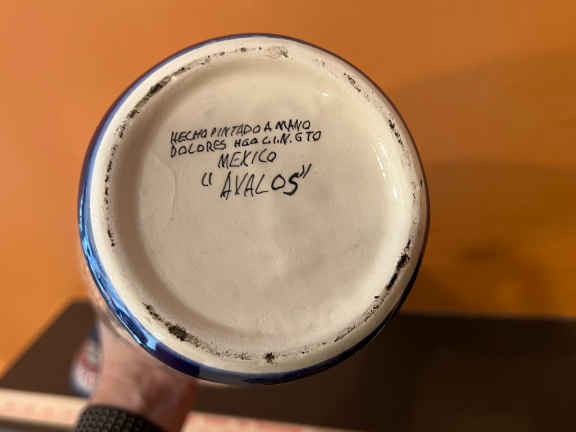 HECHO PINTADO A MANO
DOLORES HGO C.I.N. GTO
MEXICO
"AVALOS"